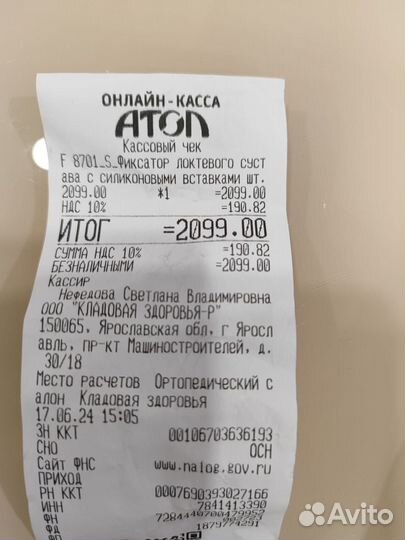 ОНЛАЙН-КАССА
АТОЛ
Кассовый чек
F 8701_S_Фиксатор локтевого суст
ава с силиконовыми вставками шт.
2099.00 *1 =2099.00
НДС 10% =190.82
ИТОГ =2099.00
СУММА НДС 10% =190.82
БЕЗНАЛИЧНЫМИ =2099.00
Кассир
Нефедова Светлана Владимировна
ООО "КЛАДОВАЯ ЗДОРОВЬЯ-Р"
150065, Ярославская обл, г Яросл
авль, пр-кт Машиностроителей, д.
30/18
Место расчетов Ортопедический с
алон Кладовая здоровья
17.06.24 15:05
ЗН ККТ 00106703636193
СНО ОСН
Сайт ФНС www.nalog.gov.ru
ПРИХОД
РН ККТ 0007690393027166
ИНН 7841413390
ФН
ФД
Avito